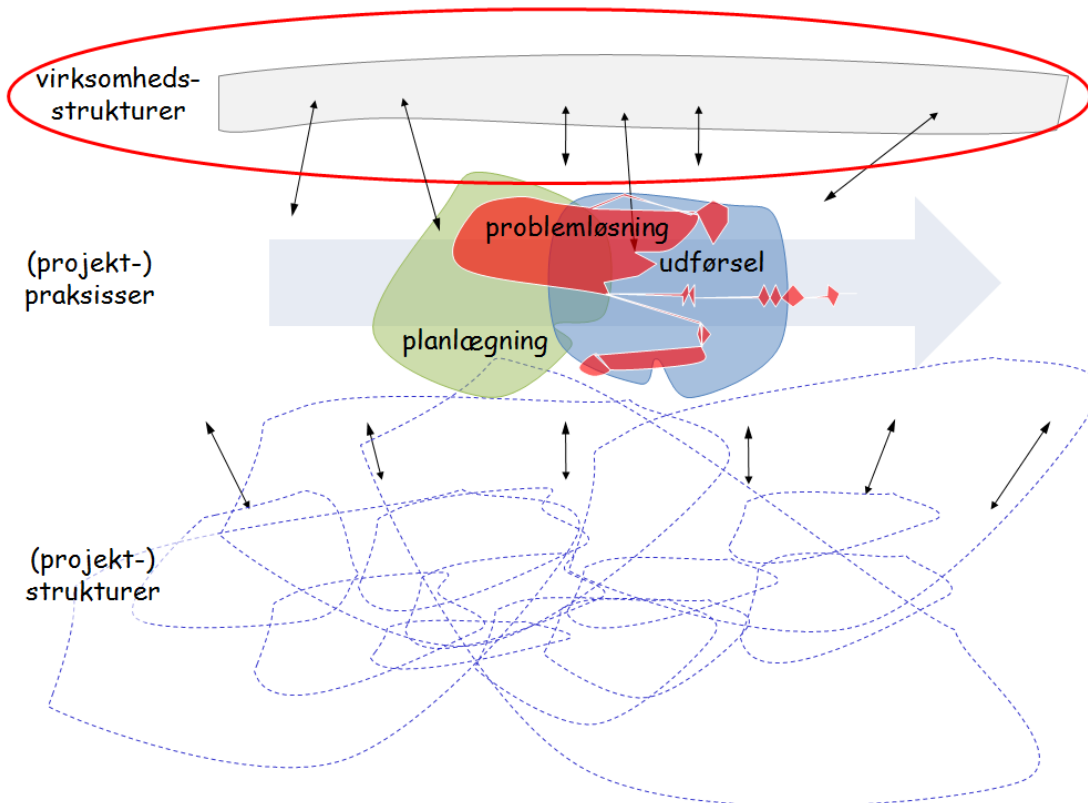 virksomheds-
strukturer
problemløsning
(projekt-)
praksisser
udførsel
planlægning
(projekt-)
strukturer